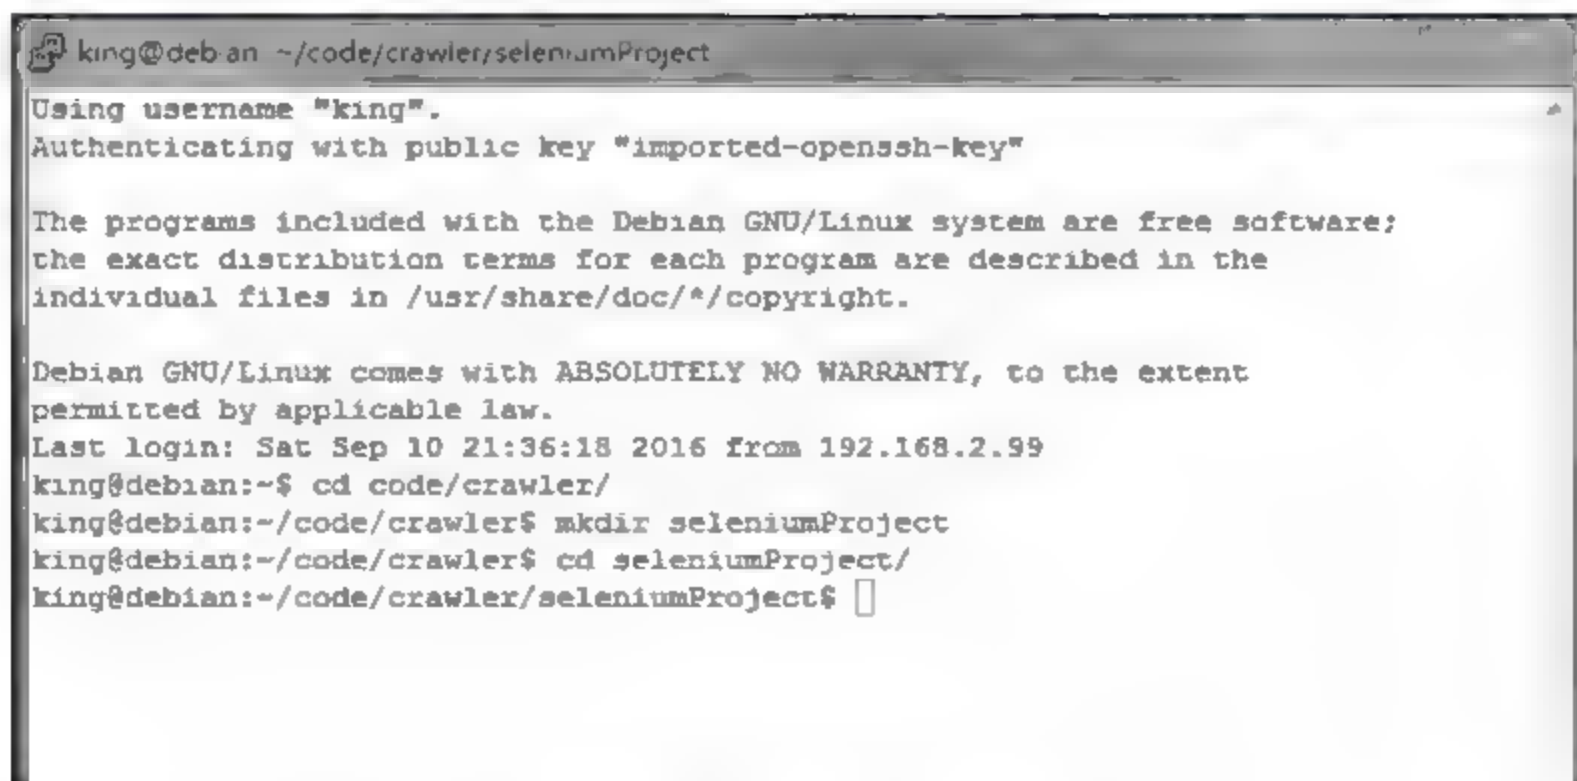 king@debian ~/code/crawler/seleniumProject
Using username "king".
Authenticating with public key "imported-openssh-key"
The programs included with the Debian GNU/Linux system are free software;
the exact distribution terms for each program are described in the
individual files in /usr/share/doc/*/copyright.
Debian GNU/Linux comes with ABSOLUTELY NO WARRANTY, to the extent
permitted by applicable law.
Last login: Sat Sep 10 21:36:18 2016 from 192.168.2.99
king@debian:~$ cd code/crawler/
king@debian:~/code/crawler$ mkdir seleniumProject
king@debian:~/code/crawler$ cd seleniumProject/
king@debian:~/code/crawler/seleniumProject$